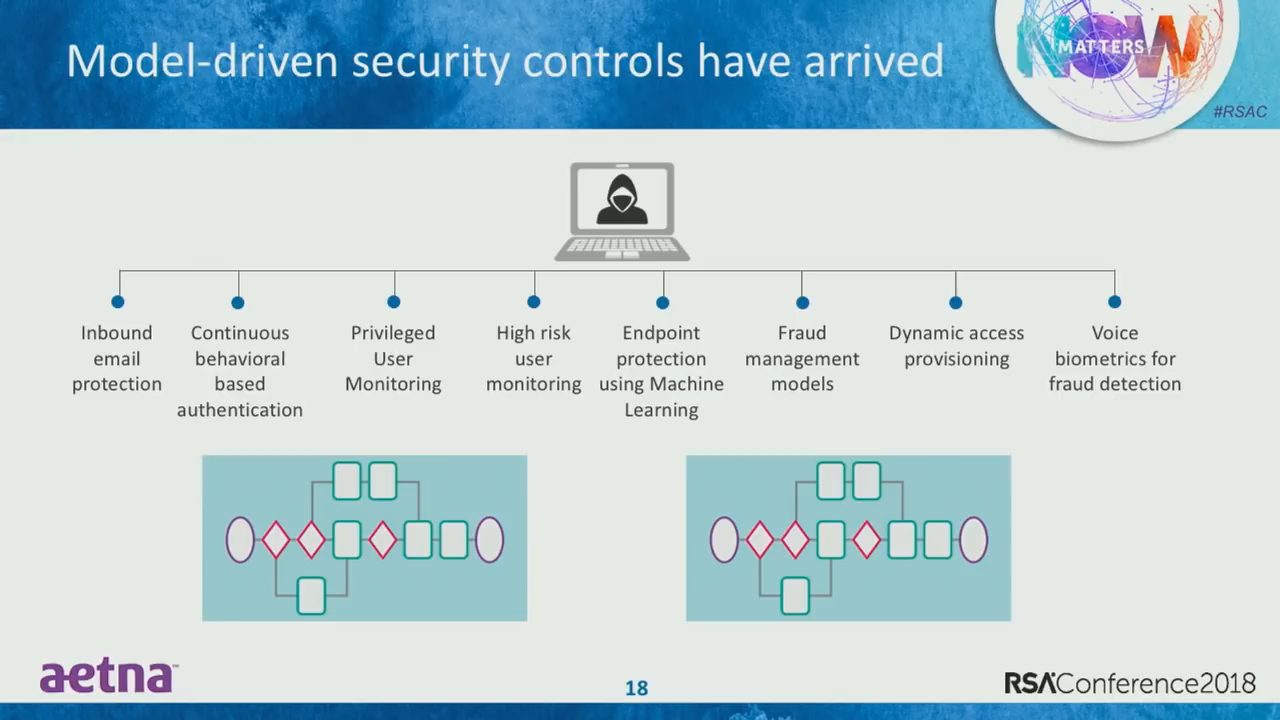 Model-driven security controls have arrived
NOW
MATTERS
#RSAC
Inbound
email
protection
Continuous
behavioral
based
authentication
Privileged
User
Monitoring
High risk
user
monitoring
Endpoint
protection
using Machine
Learning
Fraud
management
models
Dynamic access
provisioning
Voice
biometrics for
fraud detection
aetna™
18
RSAConference2018